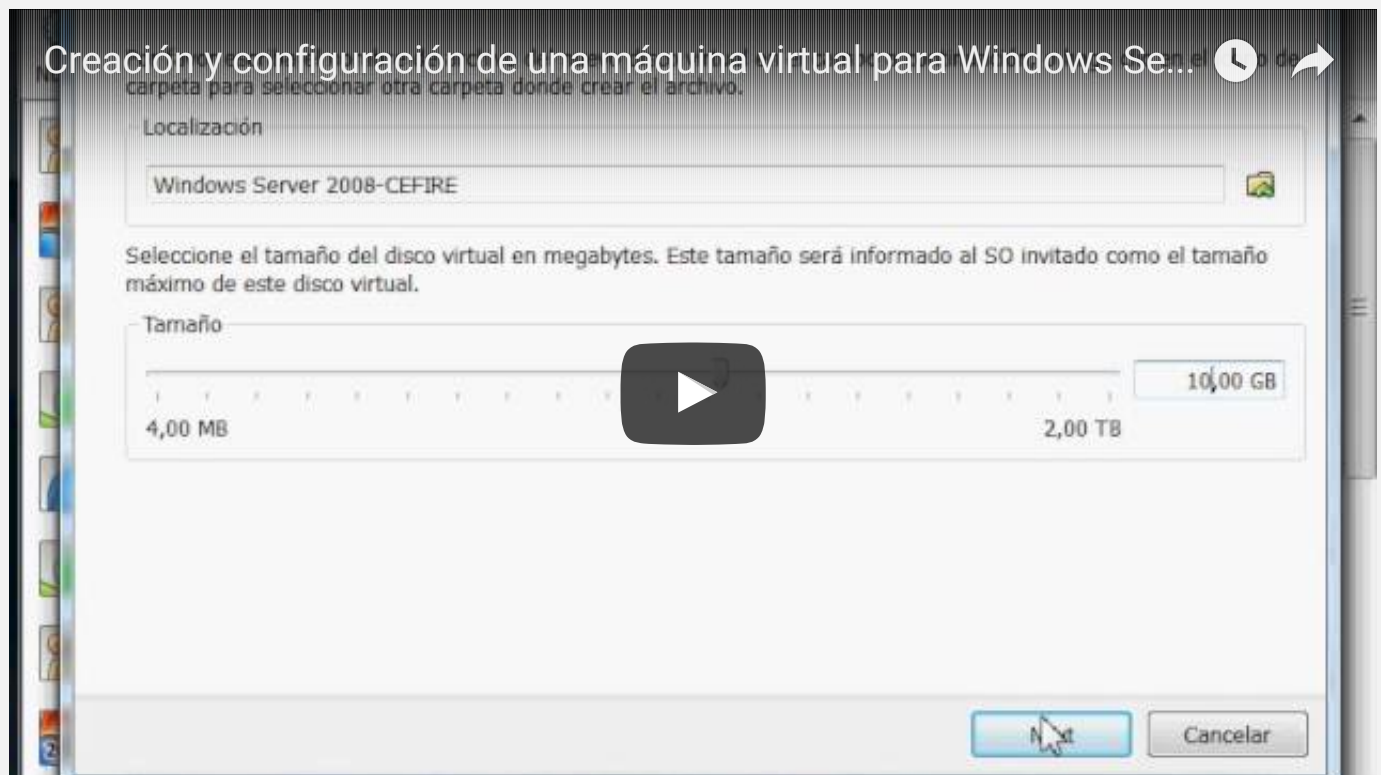 Creación y configuración de una máquina virtual para Windows Se...
carpeta para seleccionar otra carpeta donde crear el archivo.
Localización
Windows Server 2008-CEFIRE
Seleccione el tamaño del disco virtual en megabytes. Este tamaño será informado al SO invitado como el tamaño
máximo de este disco virtual.
Tamaño
10,00 GB
4,00 MB
2,00 TB
Next
Cancelar